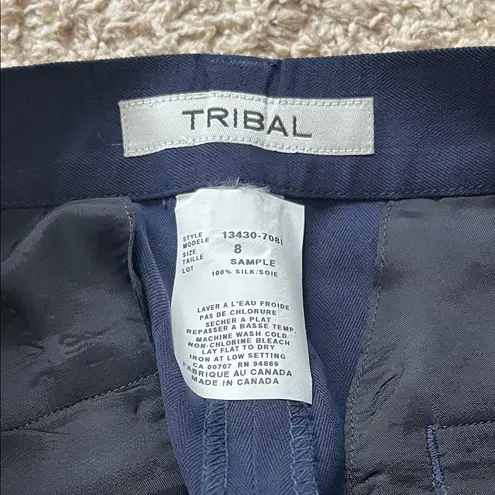 TRIBAL
STYLE
MODELE 13430-708I
SIZE
TAILLE 8
LOT SAMPLE
100% SILK/SOIE
LAVER A L'EAU FROIDE
PAS DE CHLORURE
SECHER A PLAT
REPASSER A BASSE TEMP.
MACHINE WASH COLD
NON-CHLORINE BLEACH
LAY FLAT TO DRY
IRON AT LOW SETTING
CA 00707 RN 94869
FABRIQUE AU CANADA
MADE IN CANADA